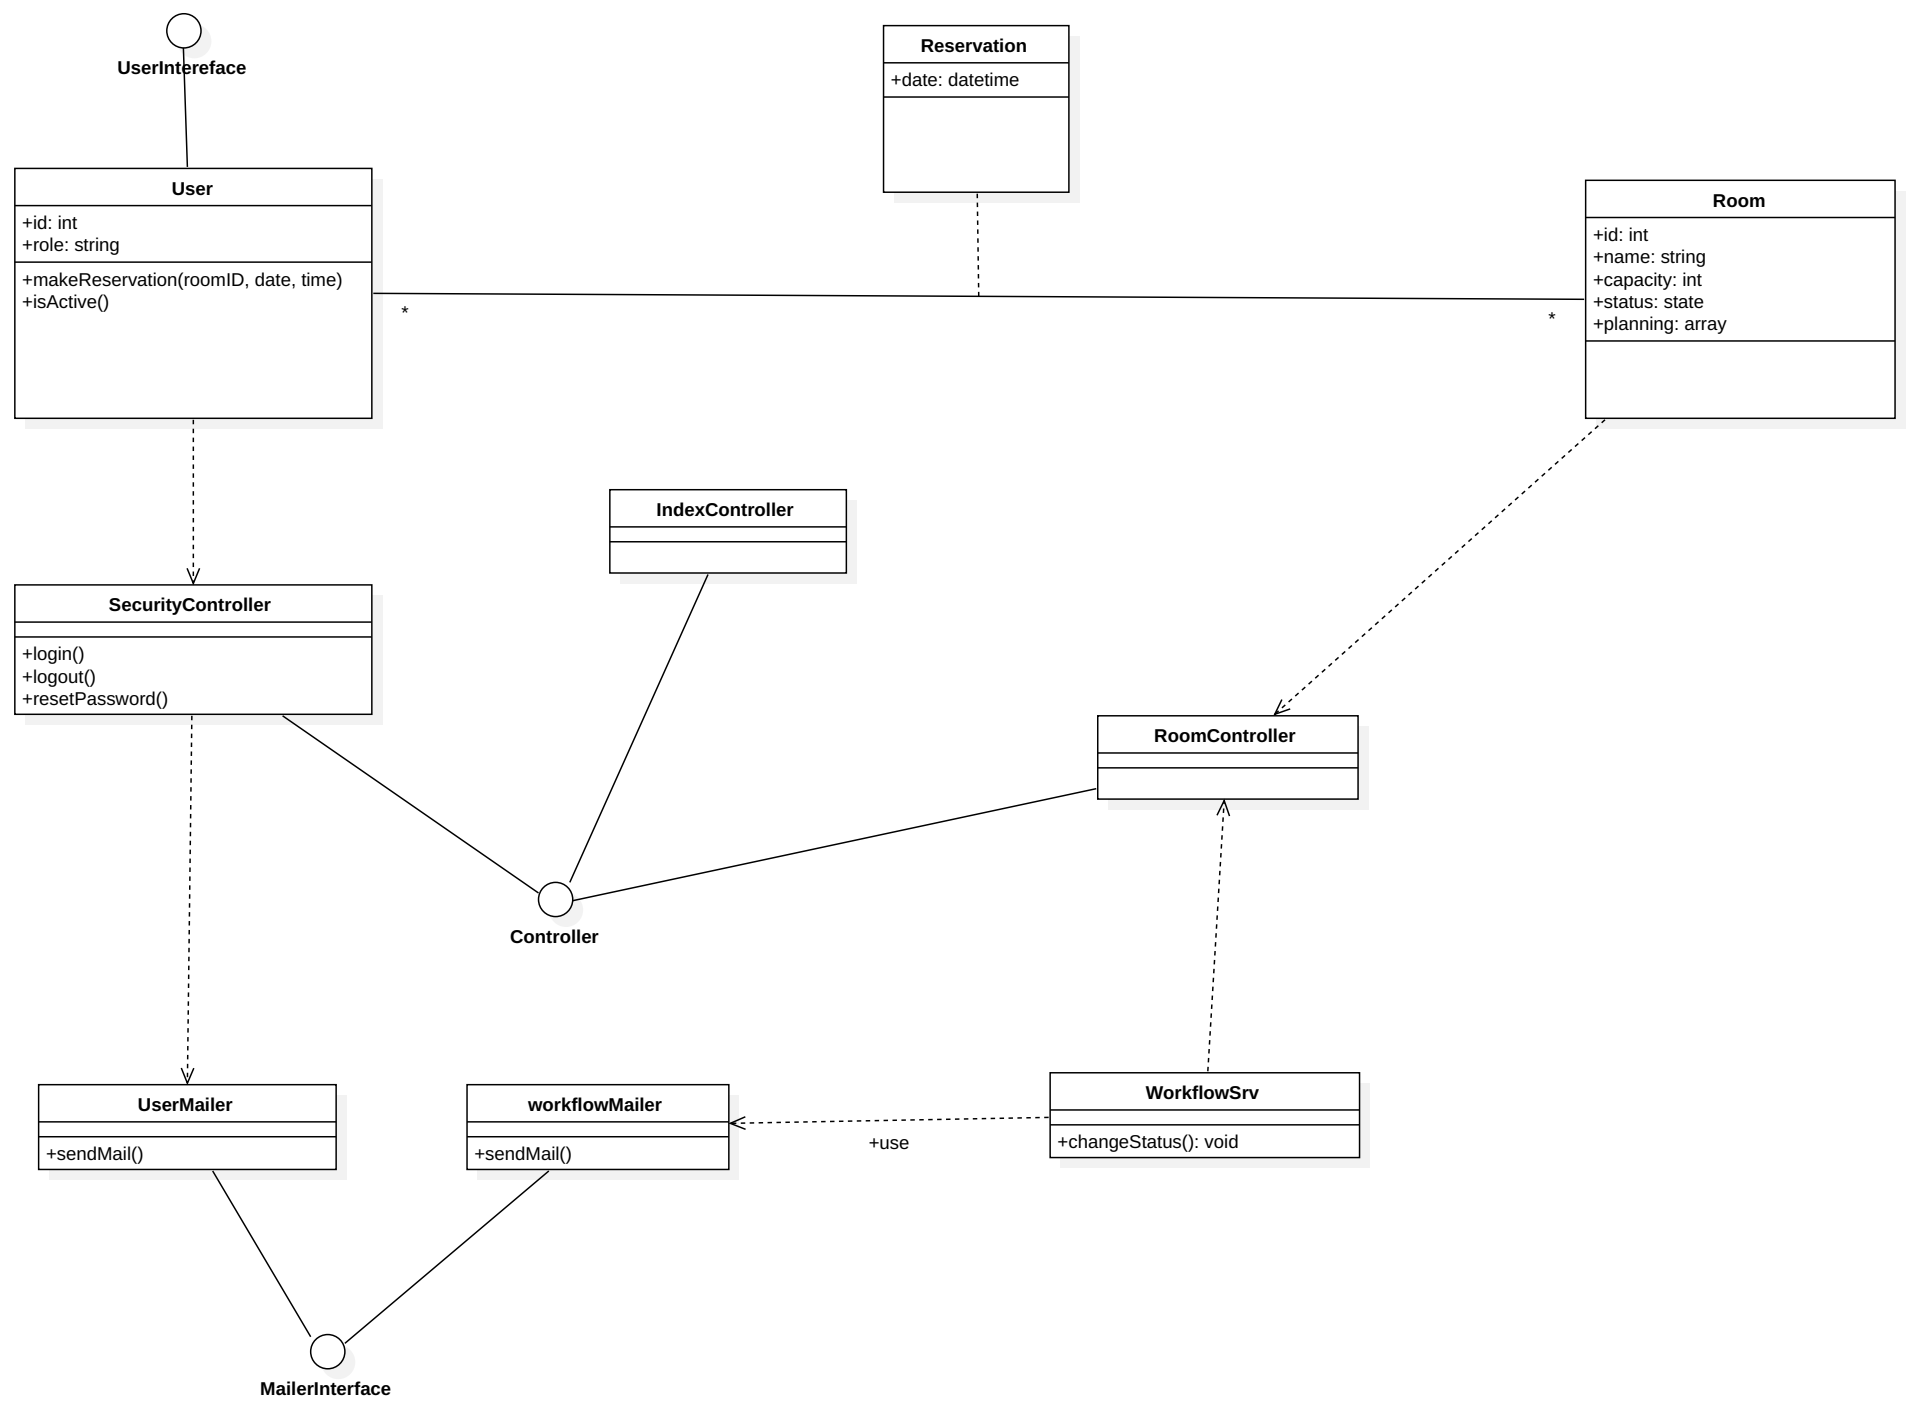 UserIntereface
Reservation
+date: datetime
User
+id: int
+role: string
+makeReservation(roomID, date, time)
+isActive()
Room
+id: int
+name: string
+capacity: int
+status: state
+planning: array
*
*
IndexController
SecurityController
+login()
+logout()
+resetPassword()
RoomController
Controller
UserMailer
+sendMail()
workflowMailer
+sendMail()
+use
WorkflowSrv
+changeStatus(): void
MailerInterface